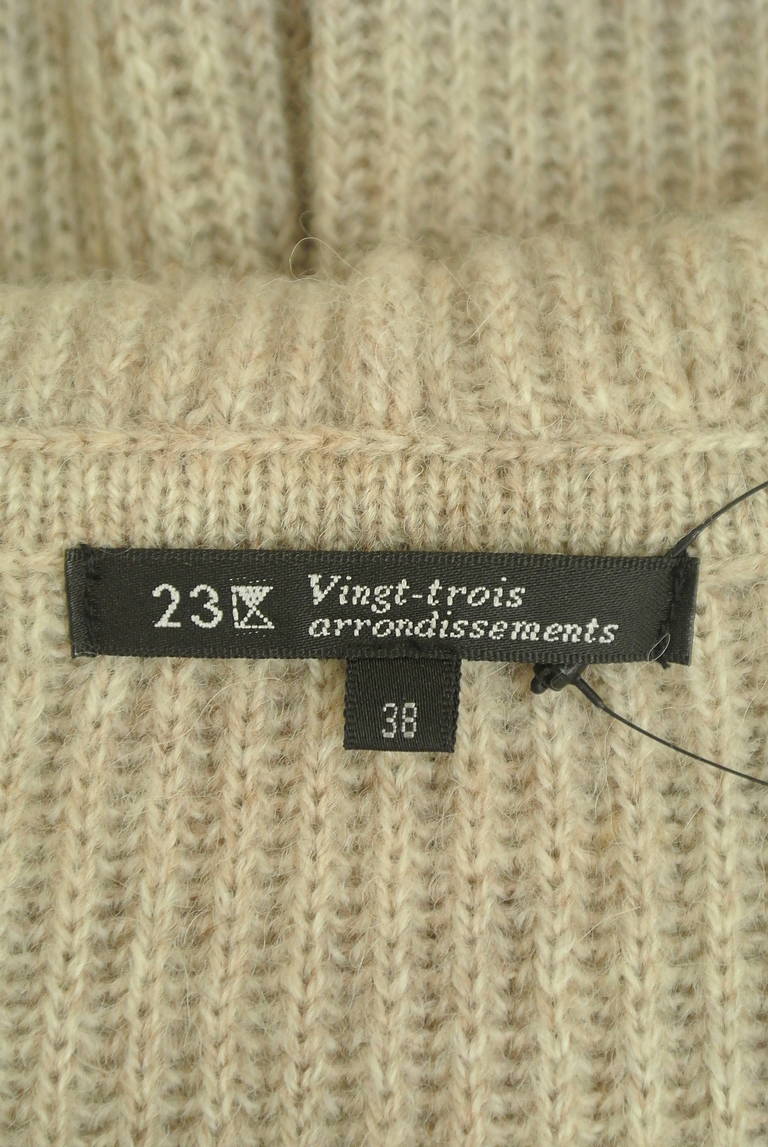 23区 Vingt-trois
arrondissements
38